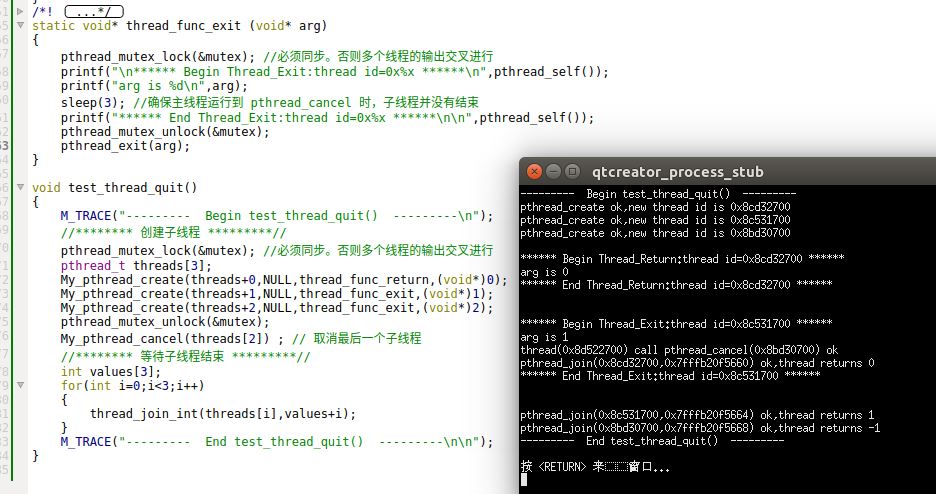 /*! ...*/
static void* thread_func_exit (void* arg)
{
pthread_mutex_lock(&mutex); //必须同步。否则多个线程的输出交叉进行
printf("\n****** Begin Thread_Exit:thread id=0x%x ******\n",pthread_self());
printf("arg is %d\n",arg);
sleep(3); //确保主线程运行到 pthread_cancel 时，子线程并没有结束
printf("****** End Thread_Exit:thread id=0x%x ******\n\n",pthread_self());
pthread_mutex_unlock(&mutex);
pthread_exit(arg);
}
void test_thread_quit()
{
M_TRACE("---------  Begin test_thread_quit()  ---------\n");
//******** 创建子线程 *********//
pthread_mutex_lock(&mutex); //必须同步。否则多个线程的输出交叉进行
pthread_t threads[3];
My_pthread_create(threads+0,NULL,thread_func_return,(void*)0);
My_pthread_create(threads+1,NULL,thread_func_exit,(void*)1);
My_pthread_create(threads+2,NULL,thread_func_exit,(void*)2);
pthread_mutex_unlock(&mutex);
My_pthread_cancel(threads[2]) ; // 取消最后一个子线程
//******** 等待子线程结束 *********//
int values[3];
for(int i=0;i<3;i++)
{
thread_join_int(threads[i],values+i);
}
M_TRACE("---------  End test_thread_quit()  ---------\n\n");
}
qtcreator_process_stub
---------  Begin test_thread_quit()  ---------
pthread_create ok,new thread id is 0x8cd32700
pthread_create ok,new thread id is 0x8c531700
pthread_create ok,new thread id is 0x8bd30700
****** Begin Thread_Return:thread id=0x8cd32700 ******
arg is 0
****** End Thread_Return:thread id=0x8cd32700 ******
****** Begin Thread_Exit:thread id=0x8c531700 ******
arg is 1
thread(0x8d522700) call pthread_cancel(0x8bd30700) ok
pthread_join(0x8cd32700,0x7fffb20f5660) ok,thread returns 0
****** End Thread_Exit:thread id=0x8c531700 ******
pthread_join(0x8c531700,0x7fffb20f5664) ok,thread returns 1
pthread_join(0x8bd30700,0x7fffb20f5668) ok,thread returns -1
---------  End test_thread_quit()  ---------
按 <RETURN> 来窗口...